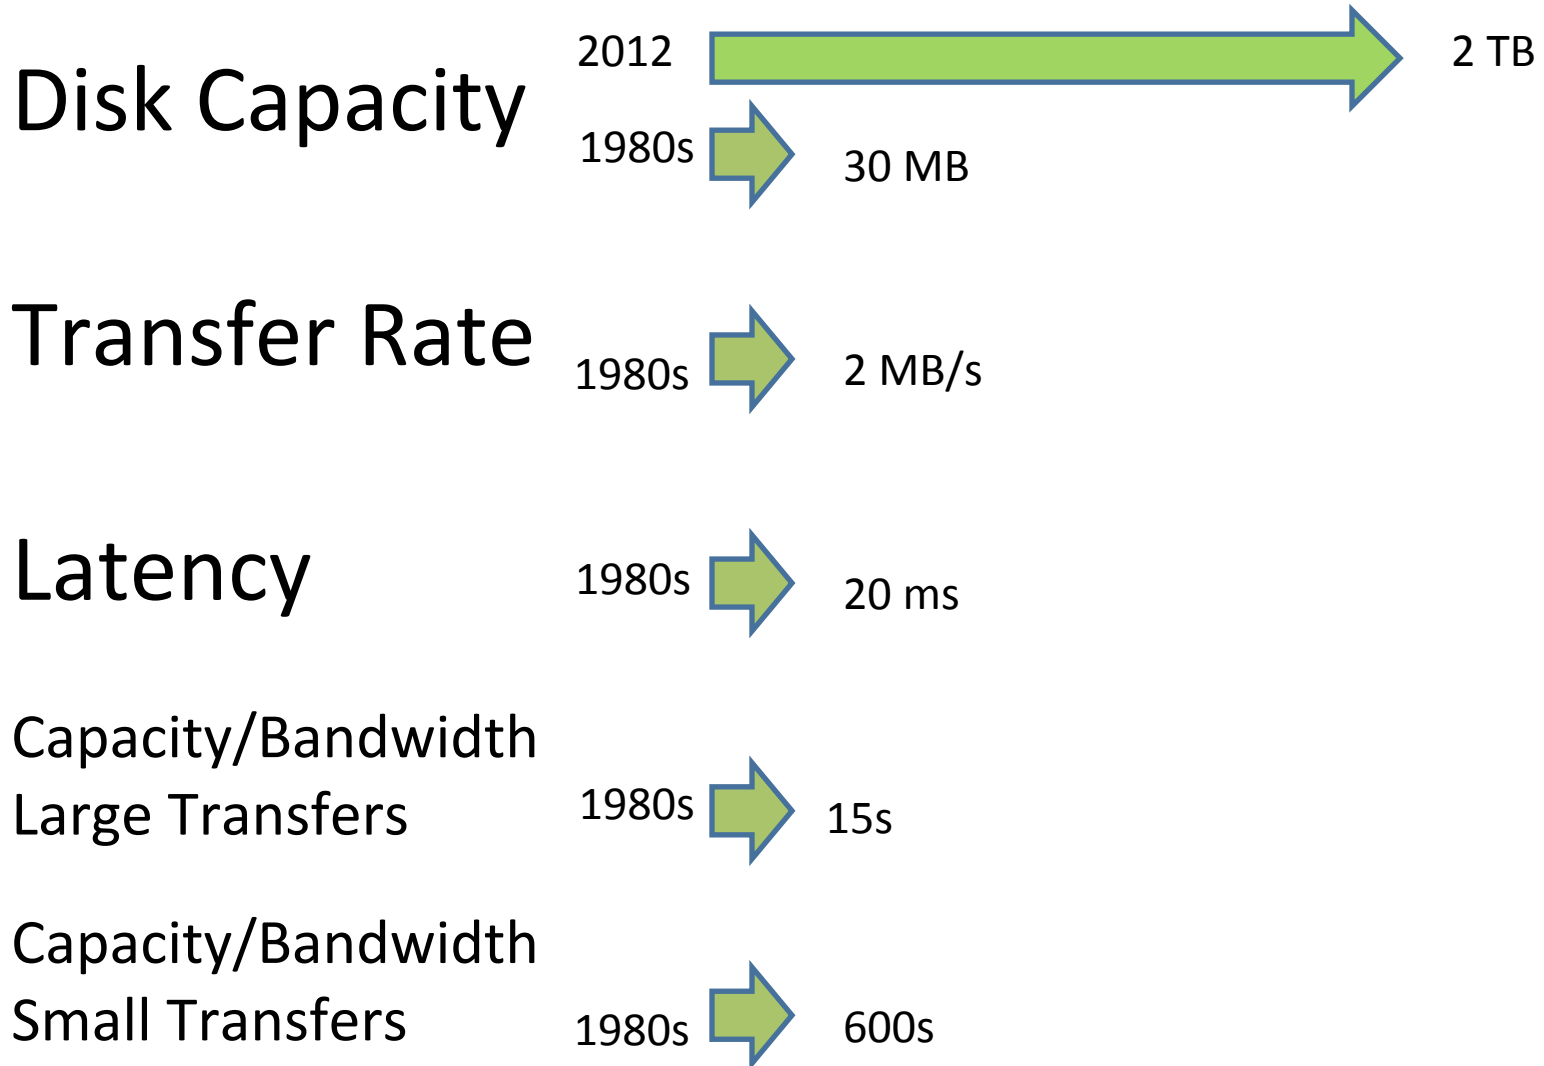 Disk Capacity
2012
2 TB
1980s
30 MB
Transfer Rate
1980s
2 MB/s
Latency
1980s
20 ms
Capacity/Bandwidth
Large Transfers
1980s
15s
Capacity/Bandwidth
Small Transfers
1980s
600s